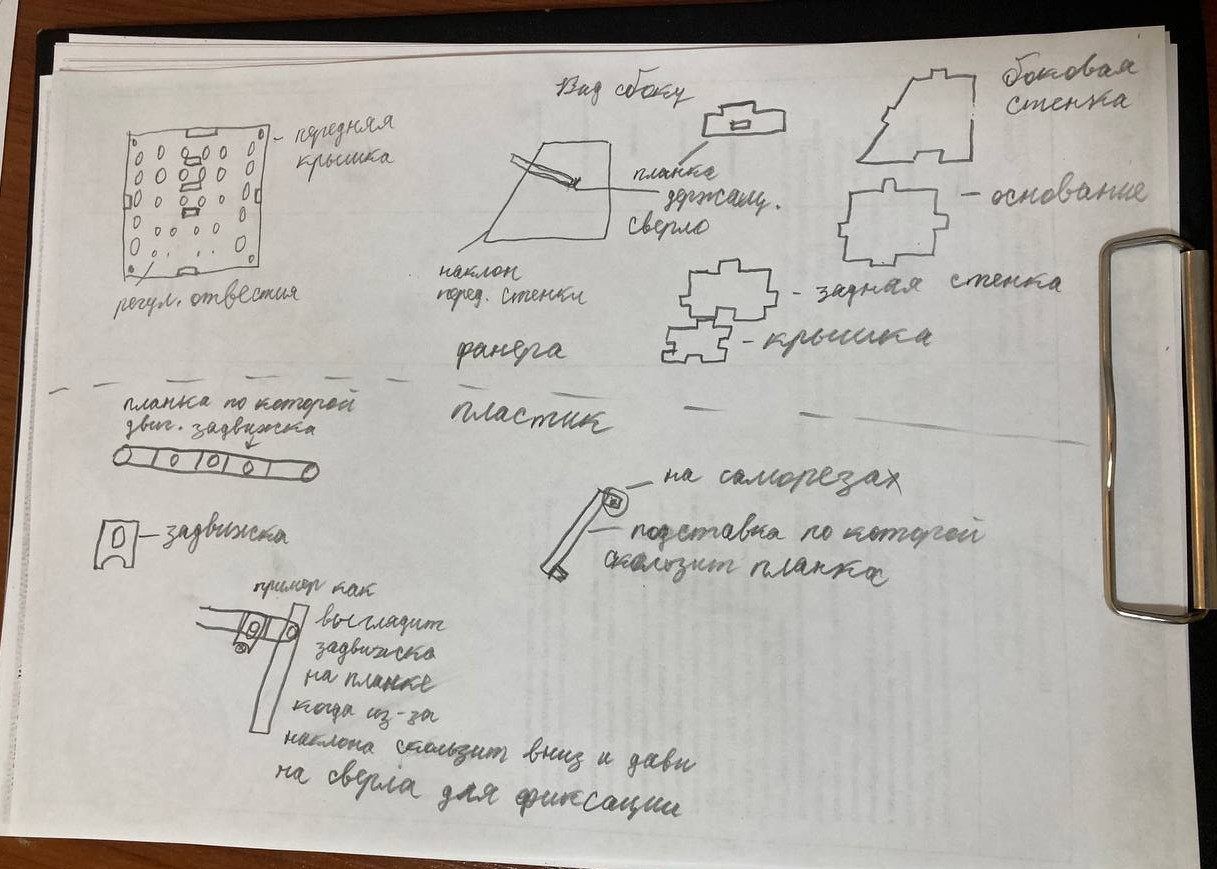 передняя
крышка
регул. отвестия
Вид сбоку
планка
держащ.
сверло
наклон
перед. стенки
боковая
стенка
основание
задная стенка
крышка
фанера
пластик
планка по которой
двиг. задвижка
задвижка
на саморезах
подставка по которой
скользит планка
пример как
выглядит
задвижка
на планке
когда из-за
наклона скользит вниз и дави
на сверла для фиксации